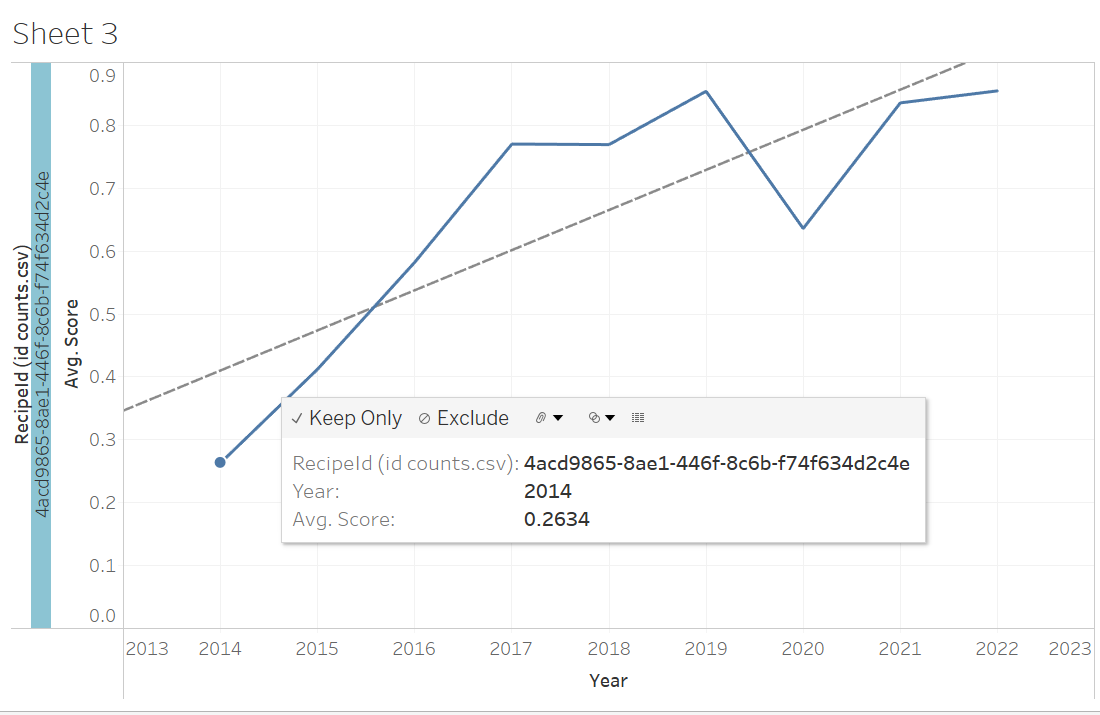 Sheet 3
RecipeId (id counts.csv)
4acd9865-8ae1-446f-8c6b-f74f634d2c4e
Avg. Score
0.9
0.8
0.7
0.6
0.5
0.4
0.3
0.2
0.1
0.0
Keep Only Exclude
RecipeId (id counts.csv): 4acd9865-8ae1-446f-8c6b-f74f634d2c4e
Year: 2014
Avg. Score: 0.2634
2013 2014 2015 2016 2017 2018 2019 2020 2021 2022 2023
Year